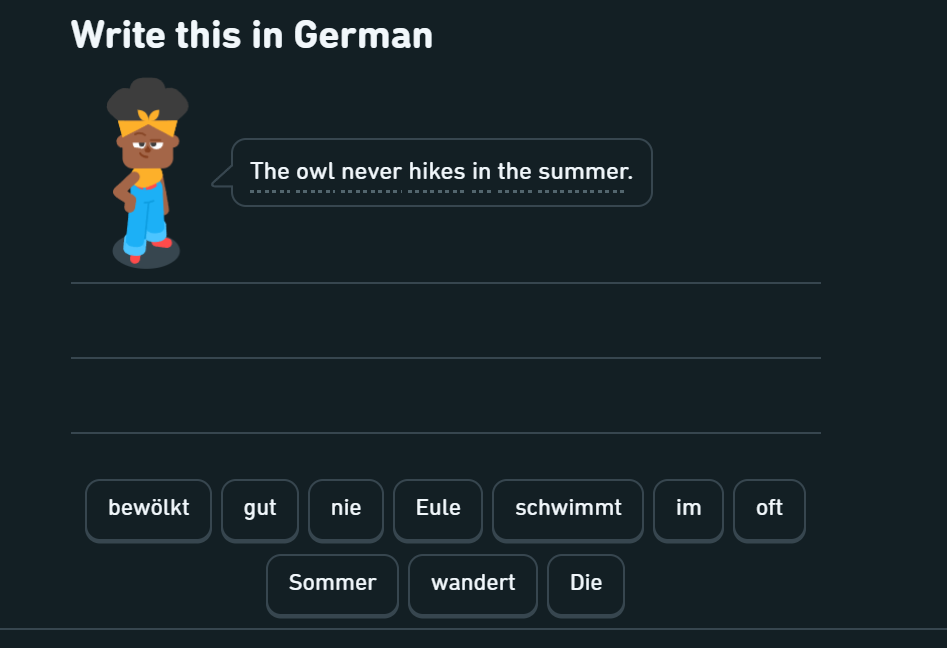 Write this in German
The owl never hikes in the summer.
bewölkt gut nie Eule schwimmt im oft
Sommer wandert Die